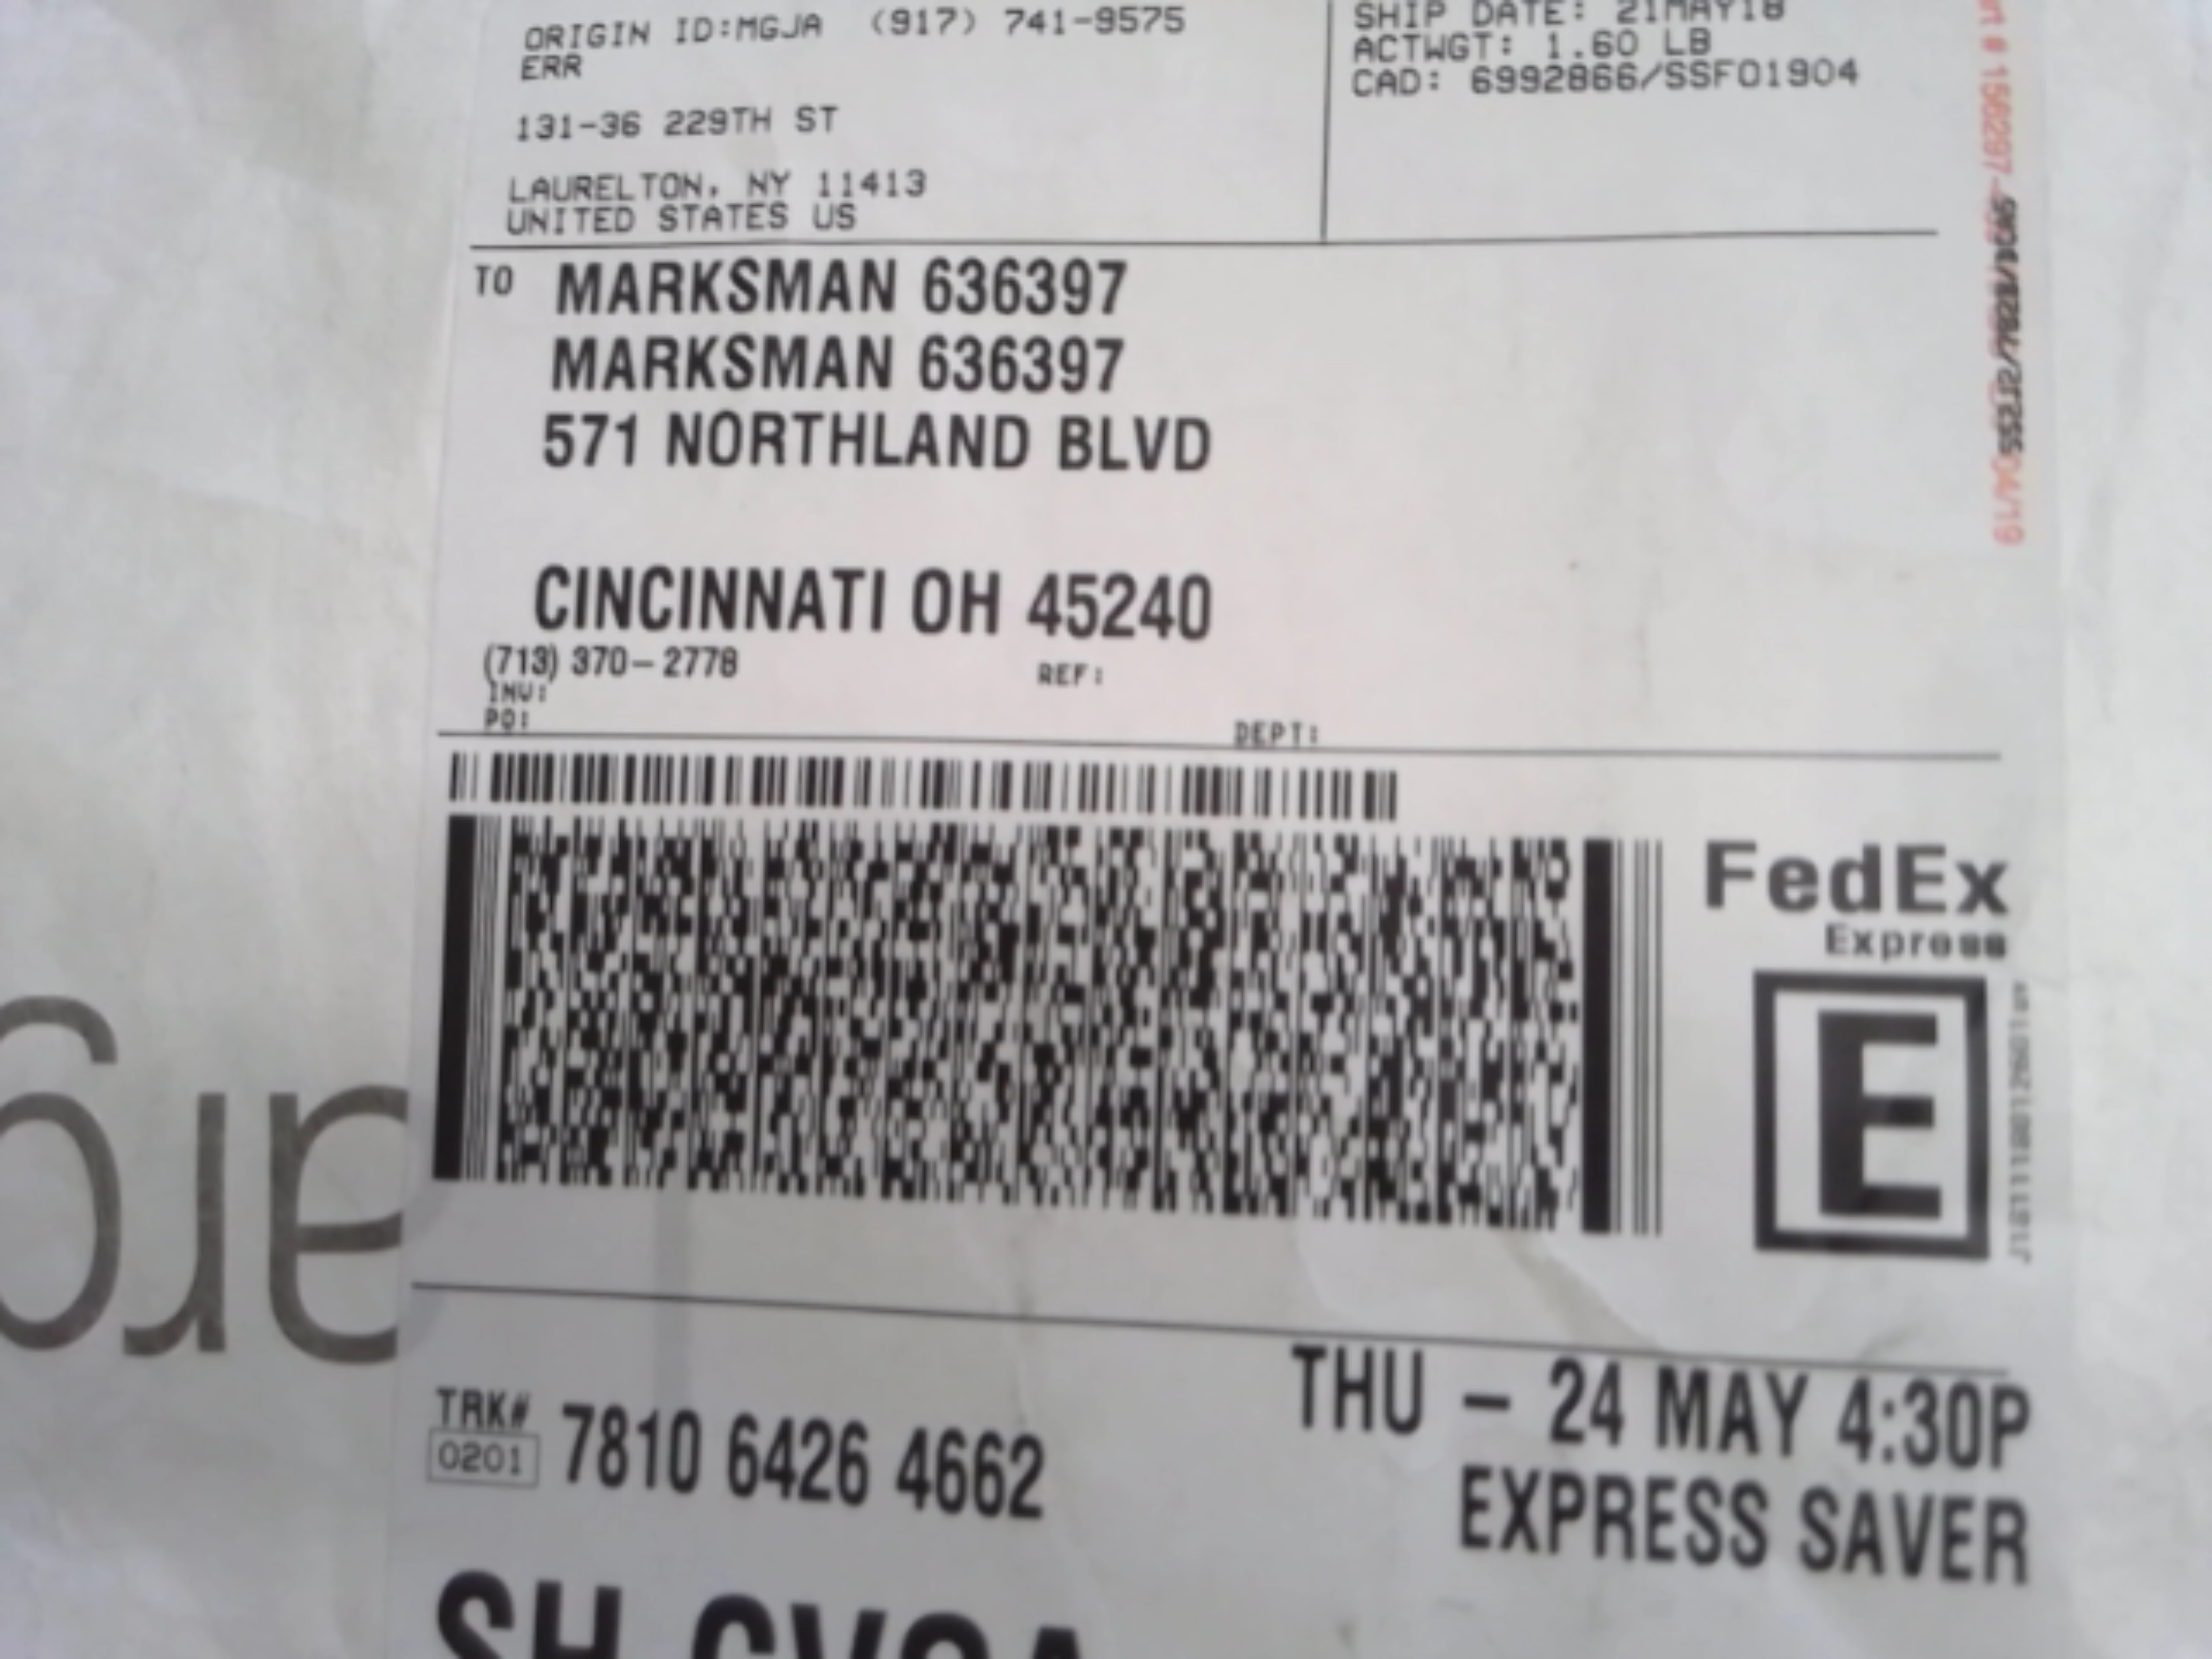 ORIGIN ID:MGJA (917) 741-9575
ERR
131-36 229TH ST
LAURELTON, NY 11413
UNITED STATES US
SHIP DATE: 21MAY18
ACTWGT: 1.60 LB
CAD: 6992866/SSFO1904
TO MARKSMAN 636397
MARKSMAN 636397
571 NORTHLAND BLVD
CINCINNATI OH 45240
(713) 370-2778
REF:
INV:
PO:
DEPT:
FedEx
Express
E
TRK#
0201
7810 6426 4662
THU - 24 MAY 4:30P
EXPRESS SAVER